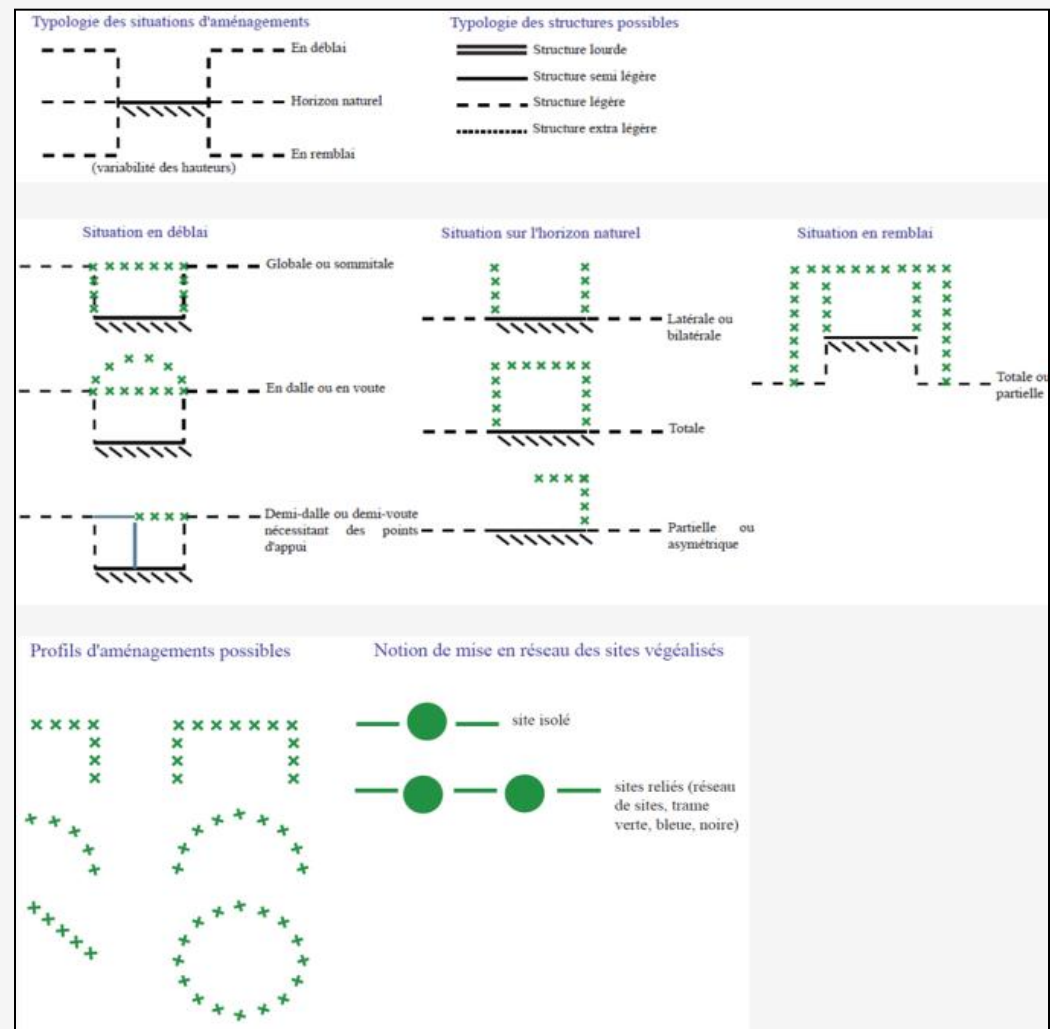 Typologie des situations d'aménagements
En déblai
Horizon naturel
En remblai
(variabilité des hauteurs)
Typologie des structures possibles
Structure lourde
Structure semi légère
Structure légère
Structure extra légère
Situation en déblai
Globale ou sommitale
En dalle ou en voute
Demi-dalle ou demi-voute
nécessitant des points
d'appui
Situation sur l'horizon naturel
Latérale ou
bilatérale
Totale
Partielle ou
asymétrique
Situation en remblai
Totale ou
partielle
Profils d'aménagements possibles
Notion de mise en réseau des sites végéalisés
site isolé
sites reliés (réseau
de sites, trame
verte, bleue, noire)